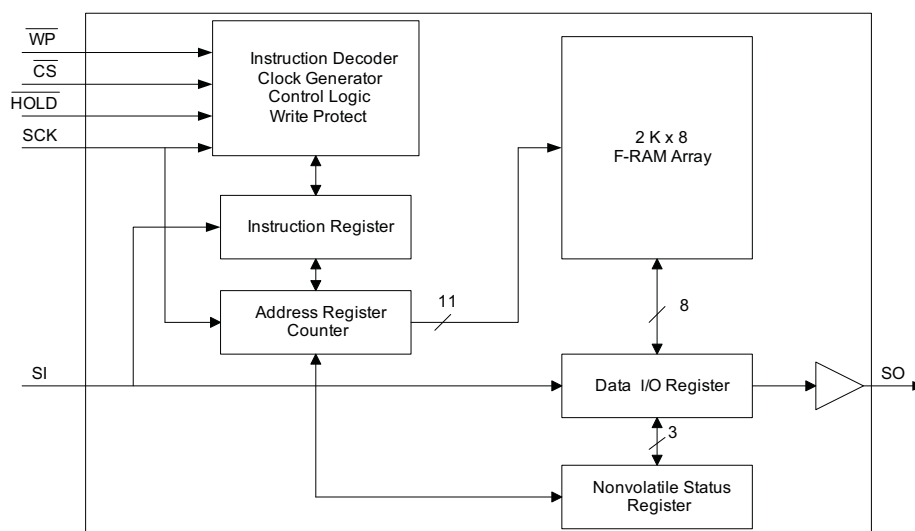 WP
CS
HOLD
SCK
Instruction Decoder
Clock Generator
Control Logic
Write Protect
2 K x 8
F-RAM Array
Instruction Register
Address Register
Counter
11
8
SI
Data I/O Register
SO
3
Nonvolatile Status
Register